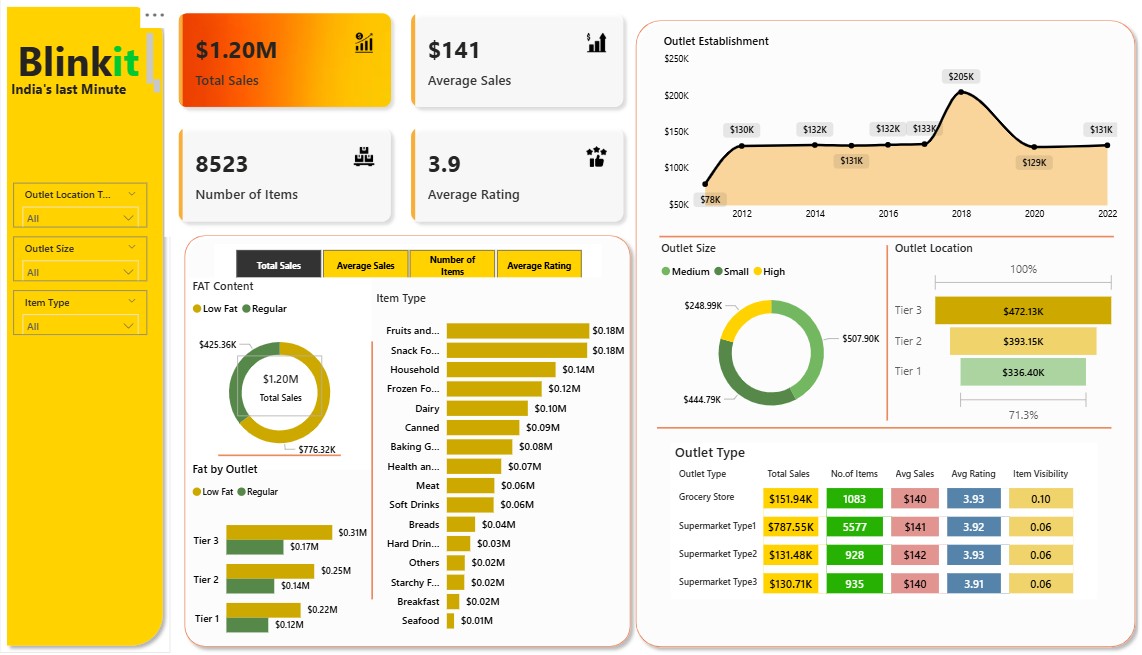 Blinkit
India's last Minute
Outlet Location T...
All
Outlet Size
All
Item Type
All
$1.20M
Total Sales
$141
Average Sales
8523
Number of Items
3.9
Average Rating
Total Sales
Average Sales
Number of
Items
Average Rating
FAT Content
Low Fat Regular
$425.36K
$1.20M
Total Sales
$776.32K
Fat by Outlet
Low Fat Regular
Tier 3 $0.31M
$0.17M
Tier 2 $0.25M
$0.14M
Tier 1 $0.22M
$0.12M
Item Type
Fruits and... $0.18M
Snack Fo... $0.18M
Household $0.14M
Frozen Fo... $0.12M
Dairy $0.10M
Canned $0.09M
Baking G... $0.08M
Health an... $0.07M
Meat $0.06M
Soft Drinks $0.06M
Breads $0.04M
Hard Drin... $0.03M
Others $0.02M
Starchy F... $0.02M
Breakfast $0.02M
Seafood $0.01M
Outlet Establishment
$250K
$200K
$150K
$100K
$50K
$78K
$130K
$132K
$131K
$132K
$133K
$205K
$129K
$131K
2012 2014 2016 2018 2020 2022
Outlet Size
Medium Small High
$248.99K
$507.90K
$444.79K
Outlet Location
100%
Tier 3 $472.13K
Tier 2 $393.15K
Tier 1 $336.40K
71.3%
Outlet Type
Outlet Type Total Sales No.of Items Avg Sales Avg Rating Item Visibility
Grocery Store $151.94K 1083 $140 3.93 0.10
Supermarket Type1 $787.55K 5577 $141 3.92 0.06
Supermarket Type2 $131.48K 928 $142 3.93 0.06
Supermarket Type3 $130.71K 935 $140 3.91 0.06